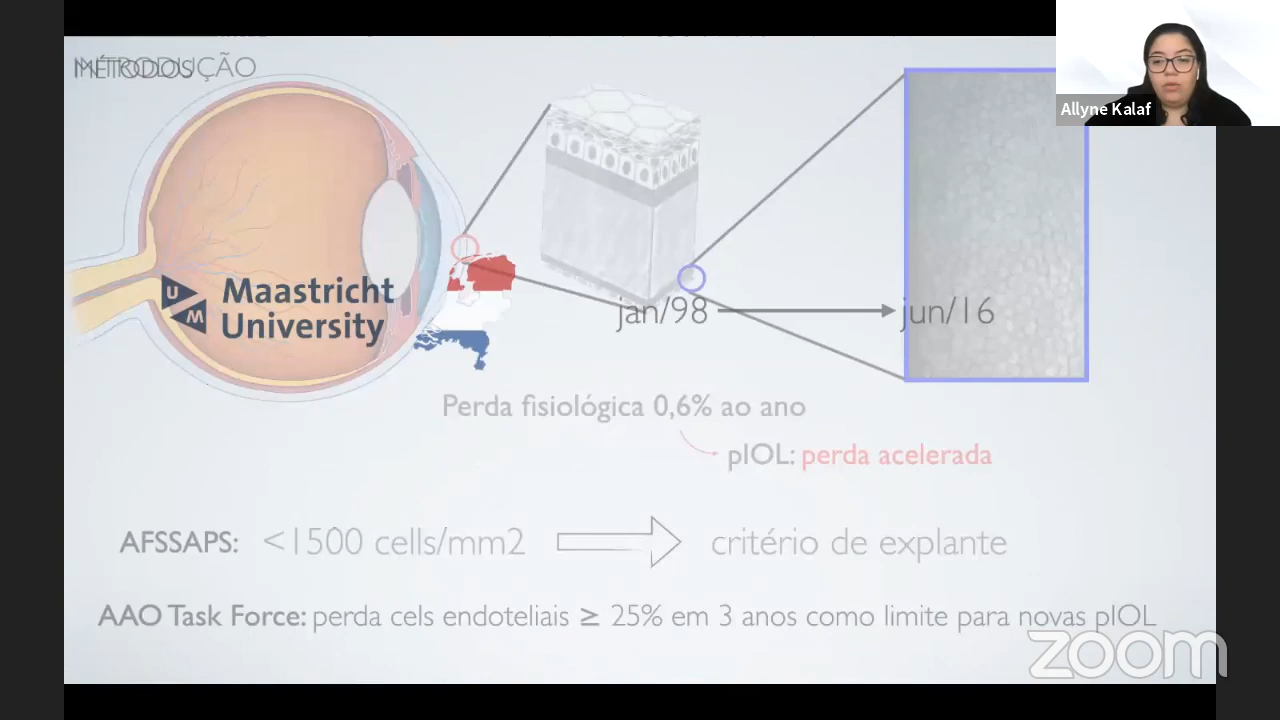 INTRODUÇÃO
MÉTODOS
Allyne Kalaf
U
M
Maastricht
University
jan/98
jun/16
Perda fisiológica 0,6% ao ano
pIOL: perda acelerada
AFSSAPS: <1500 cells/mm2
critério de explante
AAO Task Force: perda cels endoteliais ≥ 25% em 3 anos como limite para novas pIOL
zoom